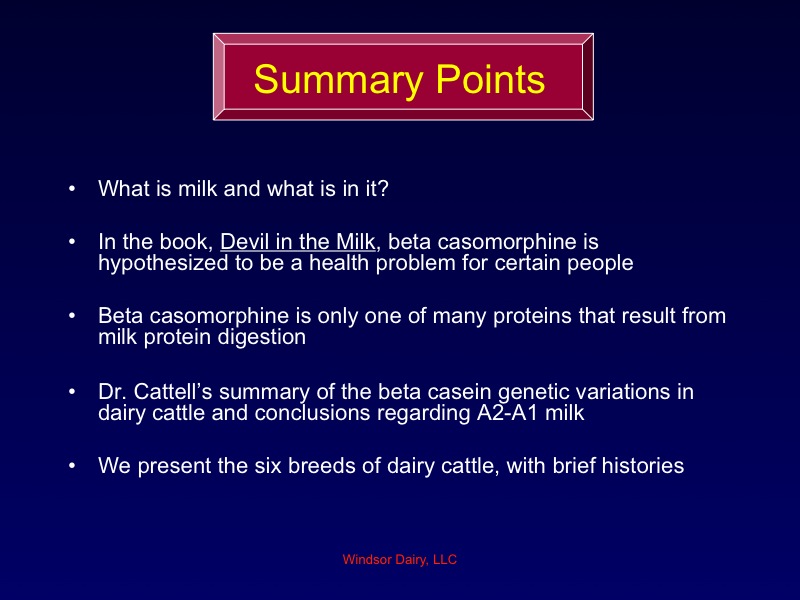 Summary Points
• What is milk and what is in it?
• In the book, Devil in the Milk, beta casomorphine is
hypothesized to be a health problem for certain people
• Beta casomorphine is only one of many proteins that result from
milk protein digestion
• Dr. Cattell’s summary of the beta casein genetic variations in
dairy cattle and conclusions regarding A2-A1 milk
• We present the six breeds of dairy cattle, with brief histories
Windsor Dairy, LLC